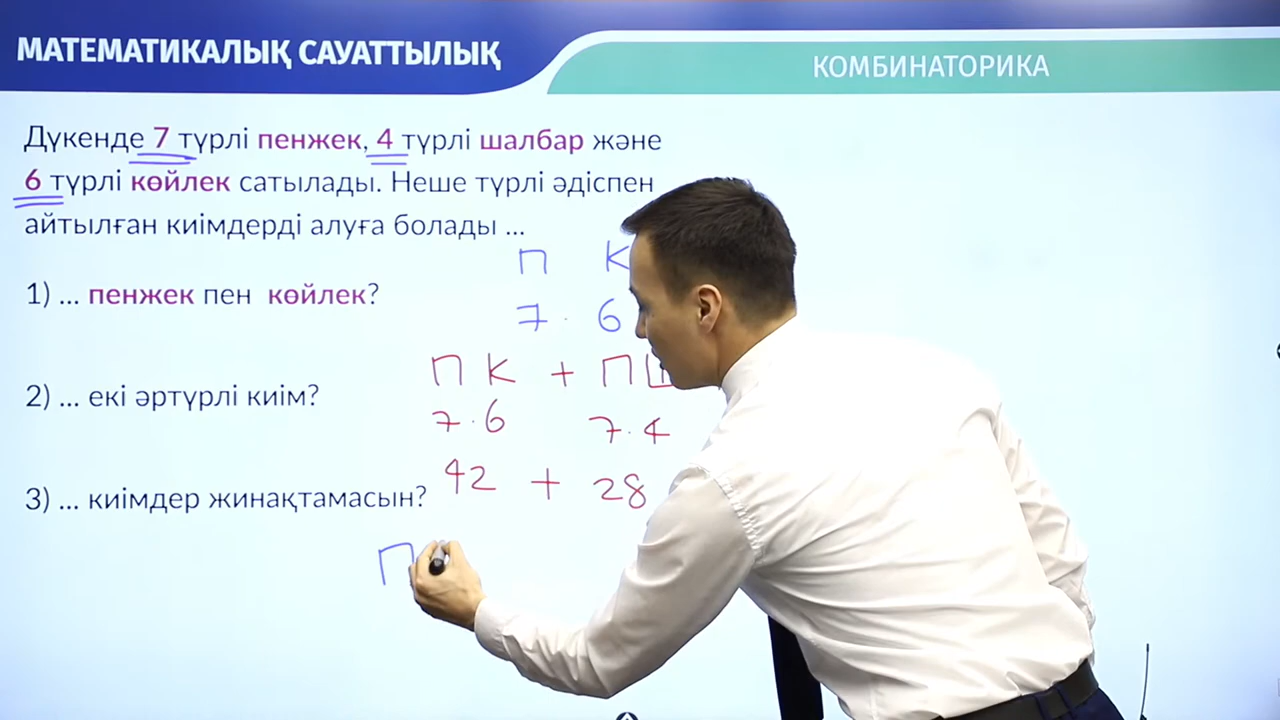 МАТЕМАТИКАЛЫҚ САУАТТЫЛЫҚ
КОМБИНАТОРИКА
Дүкенде 7 түрлі пенжек, 4 түрлі шалбар және
6 түрлі көйлек сатылады. Неше түрлі әдіспен
айтылған киімдерді алуға болады ...
П К
1) ... пенжек пен көйлек?
7 · 6
П К + П Ш
2) ... екі әртүрлі киім?
7 · 6 7 · 4
42 + 28
3) ... киімдер жинақтамасын?
П